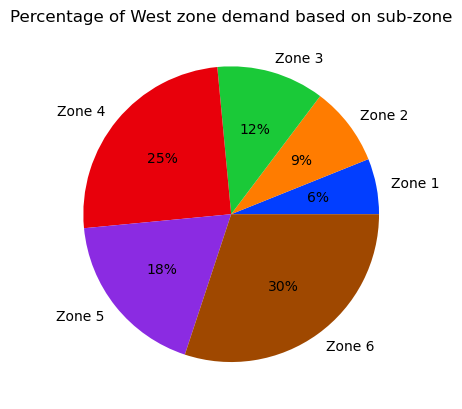 Percentage of West zone demand based on sub-zone
Zone 3
Zone 4
Zone 2
12%
25%
9%
Zone 1
6%
18%
30%
Zone 5
Zone 6